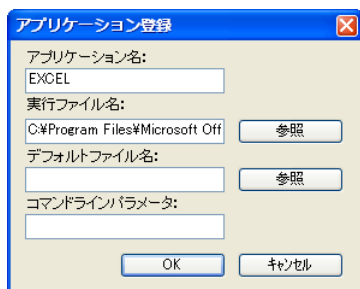 アプリケーション登録
アプリケーション名:
EXCEL
実行ファイル名:
C:¥Program Files¥Microsoft Off
参照
デフォルトファイル名:
参照
コマンドラインパラメータ:
OK
キャンセル